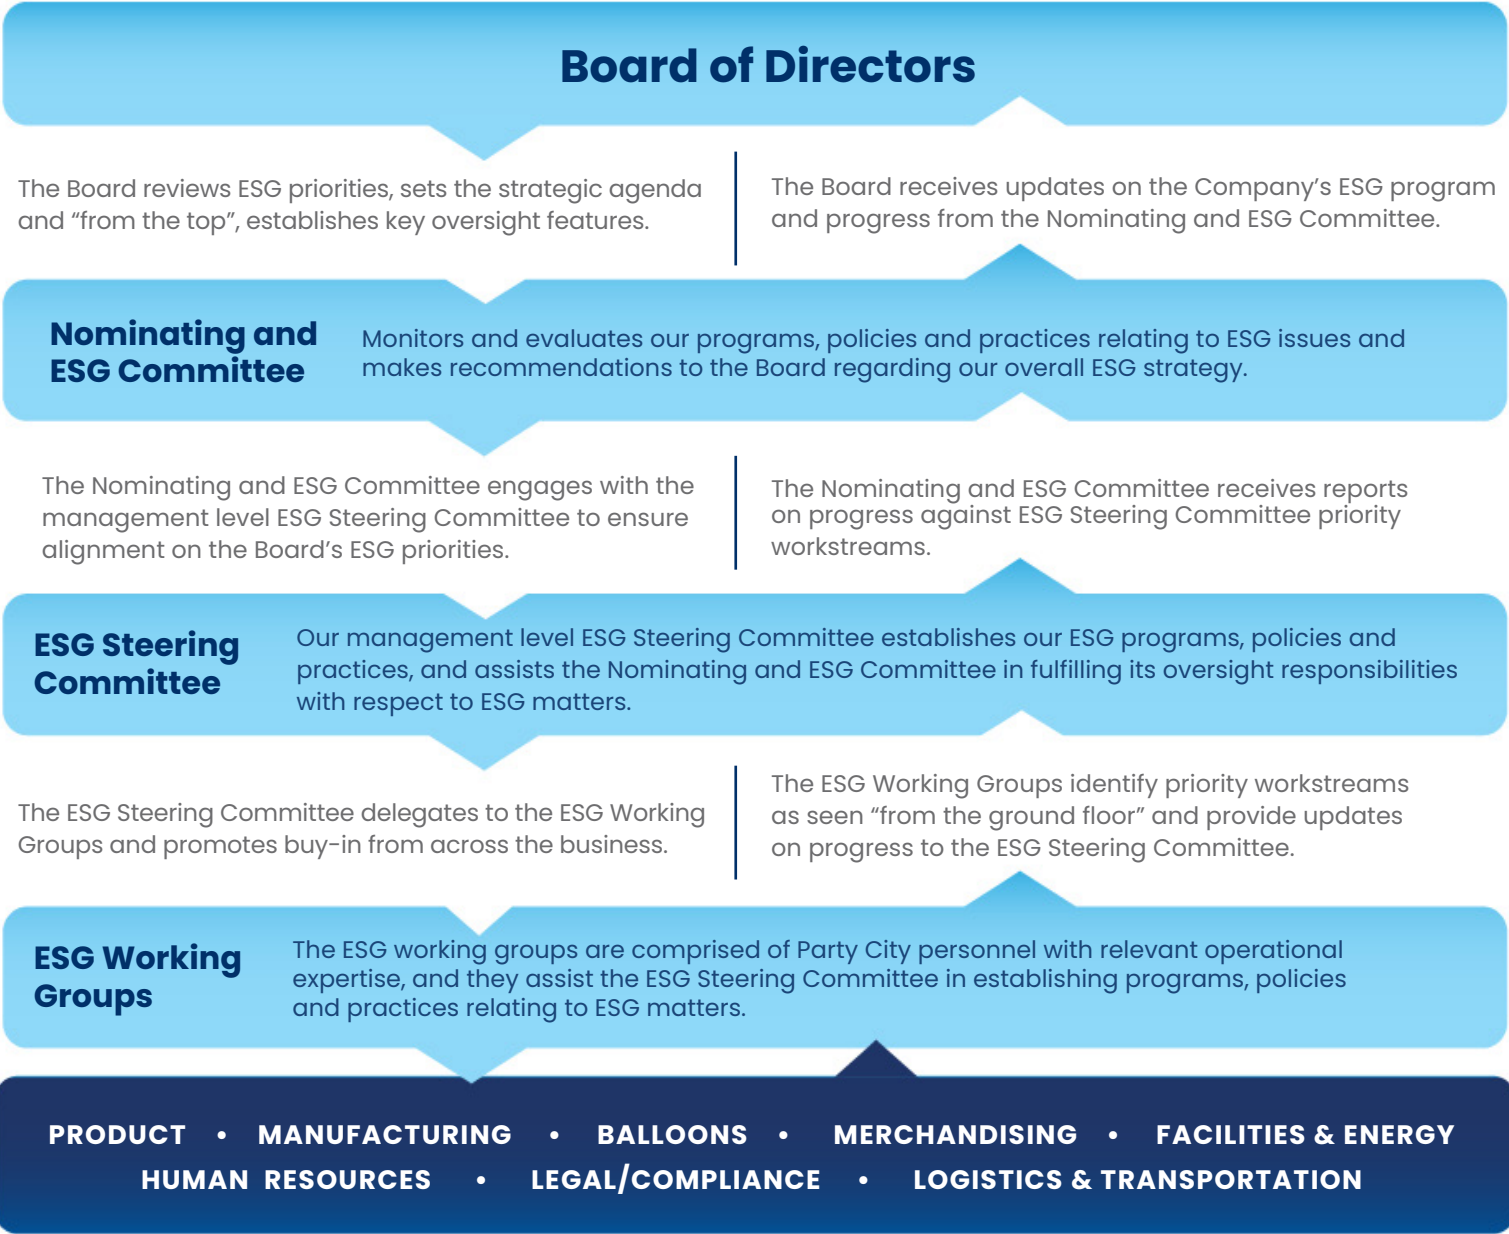 Board of Directors
The Board reviews ESG priorities, sets the strategic agenda
and “from the top”, establishes key oversight features.
The Board receives updates on the Company’s ESG program
and progress from the Nominating and ESG Committee.
Nominating and
ESG Committee
Monitors and evaluates our programs, policies and practices relating to ESG issues and
makes recommendations to the Board regarding our overall ESG strategy.
The Nominating and ESG Committee engages with the
management level ESG Steering Committee to ensure
alignment on the Board’s ESG priorities.
The Nominating and ESG Committee receives reports
on progress against ESG Steering Committee priority
workstreams.
ESG Steering
Committee
Our management level ESG Steering Committee establishes our ESG programs, policies and
practices, and assists the Nominating and ESG Committee in fulfilling its oversight responsibilities
with respect to ESG matters.
The ESG Steering Committee delegates to the ESG Working
Groups and promotes buy-in from across the business.
The ESG Working Groups identify priority workstreams
as seen “from the ground floor” and provide updates
on progress to the ESG Steering Committee.
ESG Working
Groups
The ESG working groups are comprised of Party City personnel with relevant operational
expertise, and they assist the ESG Steering Committee in establishing programs, policies
and practices relating to ESG matters.
PRODUCT • MANUFACTURING • BALLOONS • MERCHANDISING • FACILITIES & ENERGY
HUMAN RESOURCES • LEGAL/COMPLIANCE • LOGISTICS & TRANSPORTATION